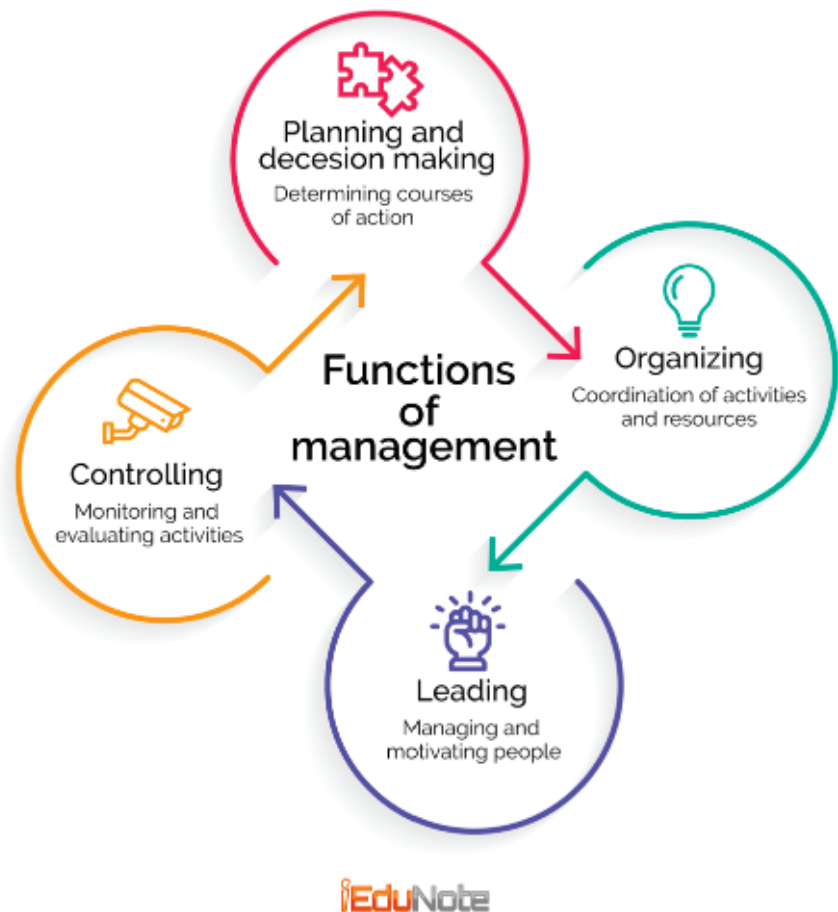 Planning and
decesion making
Determining courses
of action
Organizing
Coordination of activities
and resources
Functions
of
management
Controlling
Monitoring and
evaluating activities
Leading
Managing and
motivating people
iEduNote